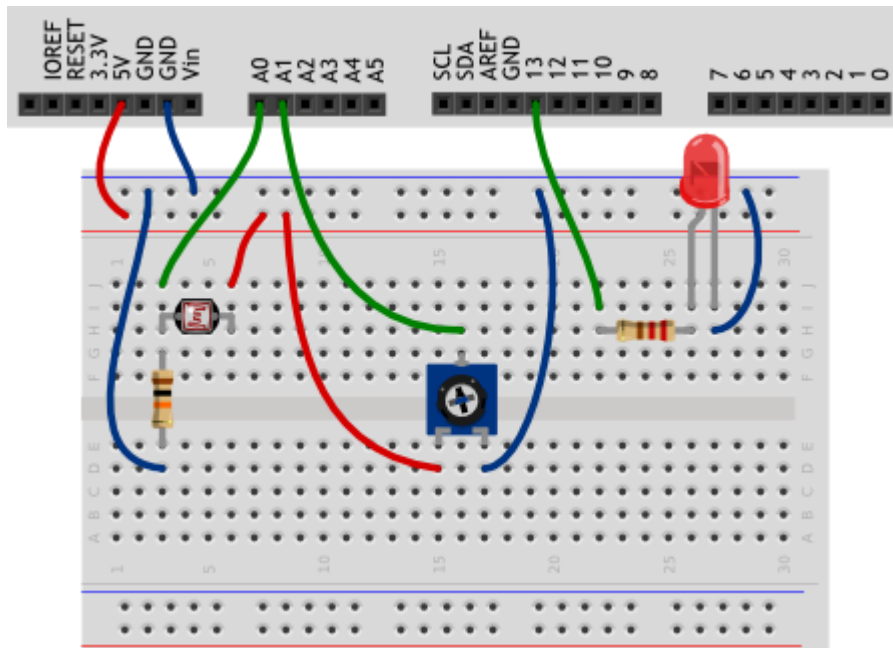 IOREF RESET 3.3V 5V GND GND Vin A0 A1 A2 A3 A4 A5 SCL SDA AREF GND 13 12 11 10 9 8 7 6 5 4 3 2 1 0
1 5 10 15 20 25 30
J J
I I
H H
G G
F F
E E
D D
C C
B B
A A
1 5 10 15 20 25 30